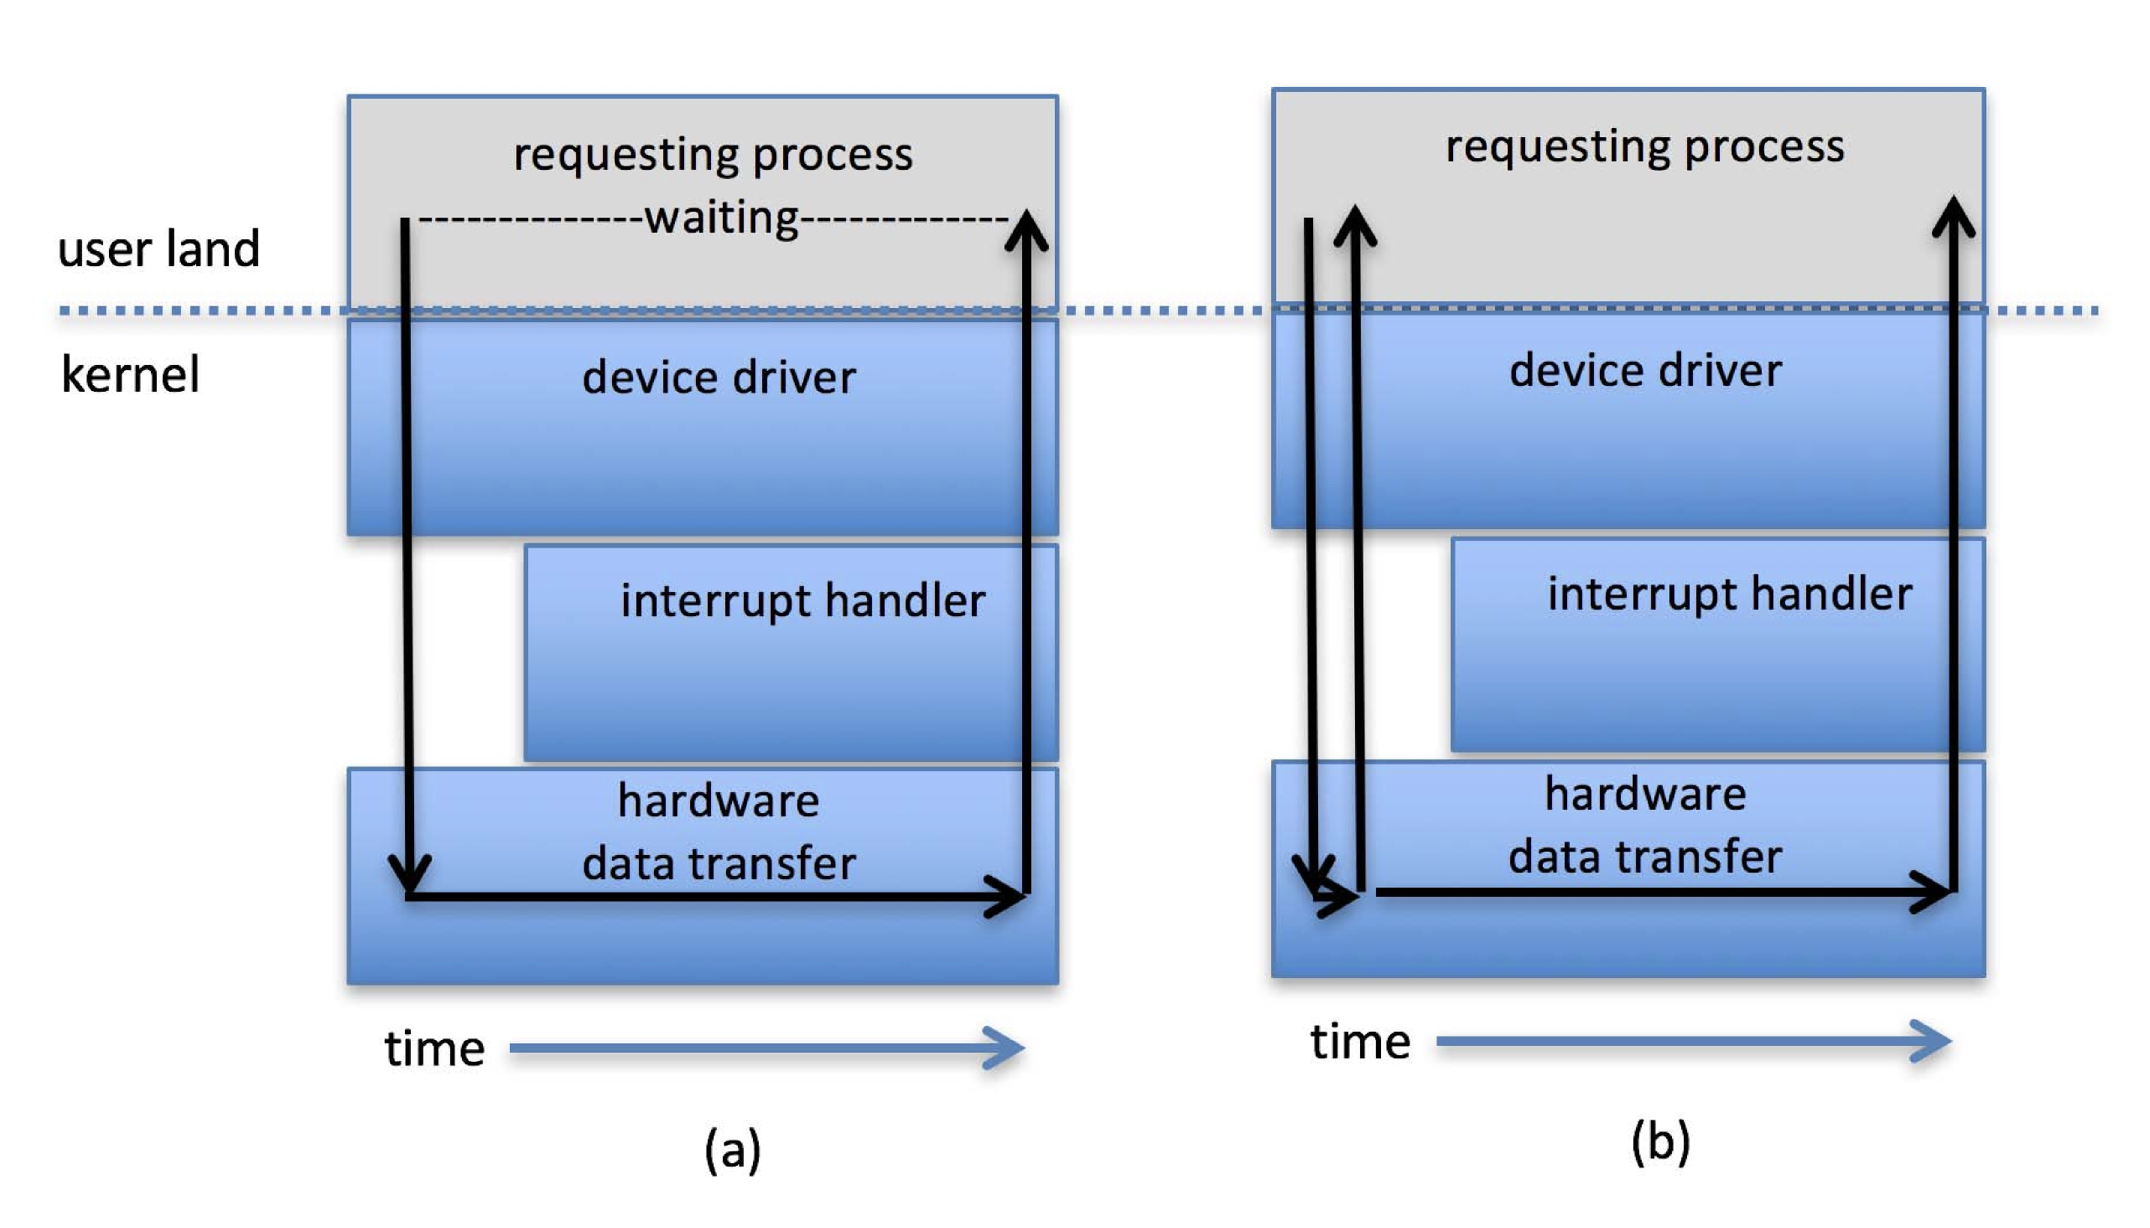 requesting process
--------------waiting-------------
user land
kernel
device driver
interrupt handler
hardware
data transfer
time
(a)
requesting process
device driver
interrupt handler
hardware
data transfer
time
(b)